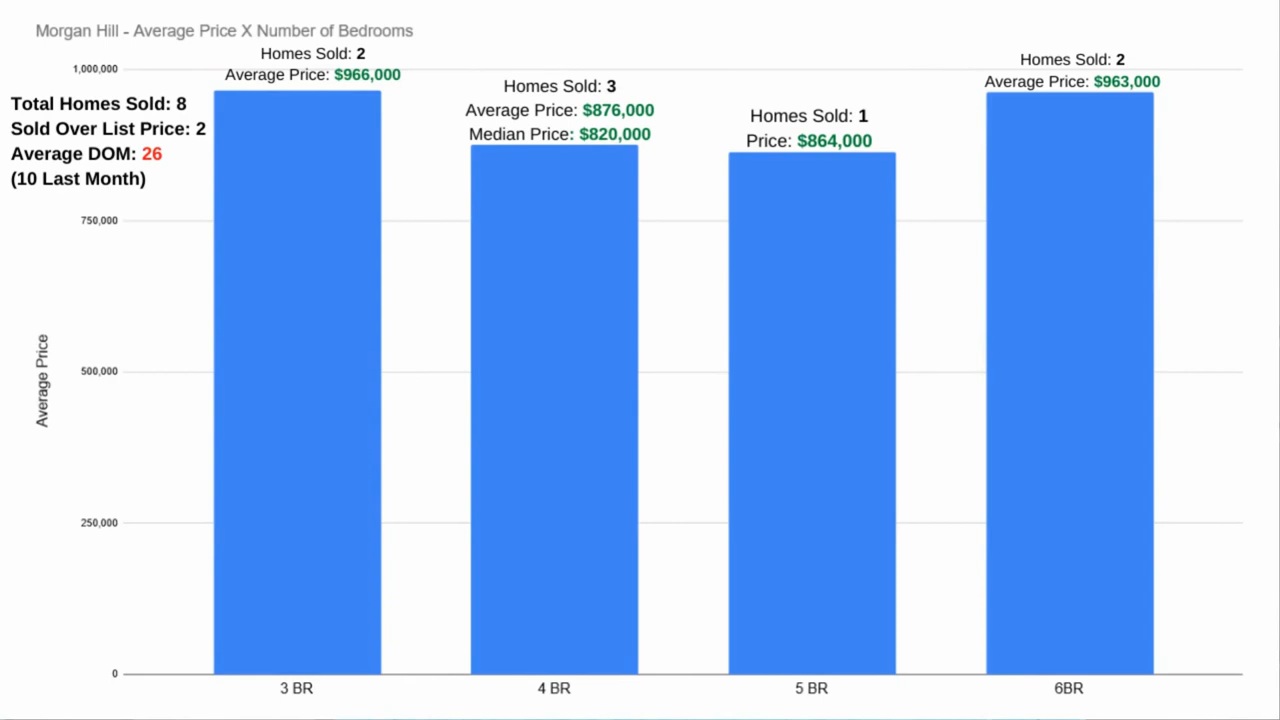 Morgan Hill - Average Price X Number of Bedrooms
Homes Sold: 2
Average Price: $966,000
Homes Sold: 3
Average Price: $876,000
Median Price: $820,000
Homes Sold: 1
Price: $864,000
Homes Sold: 2
Average Price: $963,000
Total Homes Sold: 8
Sold Over List Price: 2
Average DOM: 26
(10 Last Month)
1,000,000
750,000
500,000
250,000
0
Average Price
3 BR
4 BR
5 BR
6BR